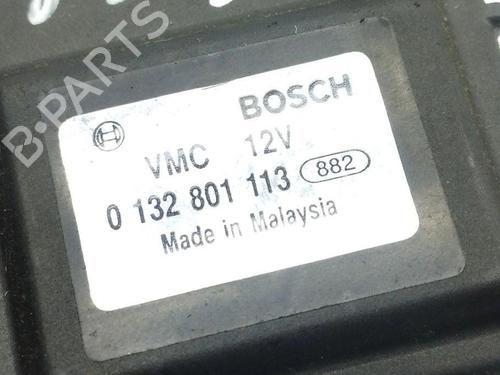 BOSCH
VMC 12V
0 132 801 113 882
Made in Malaysia
B-PARTS